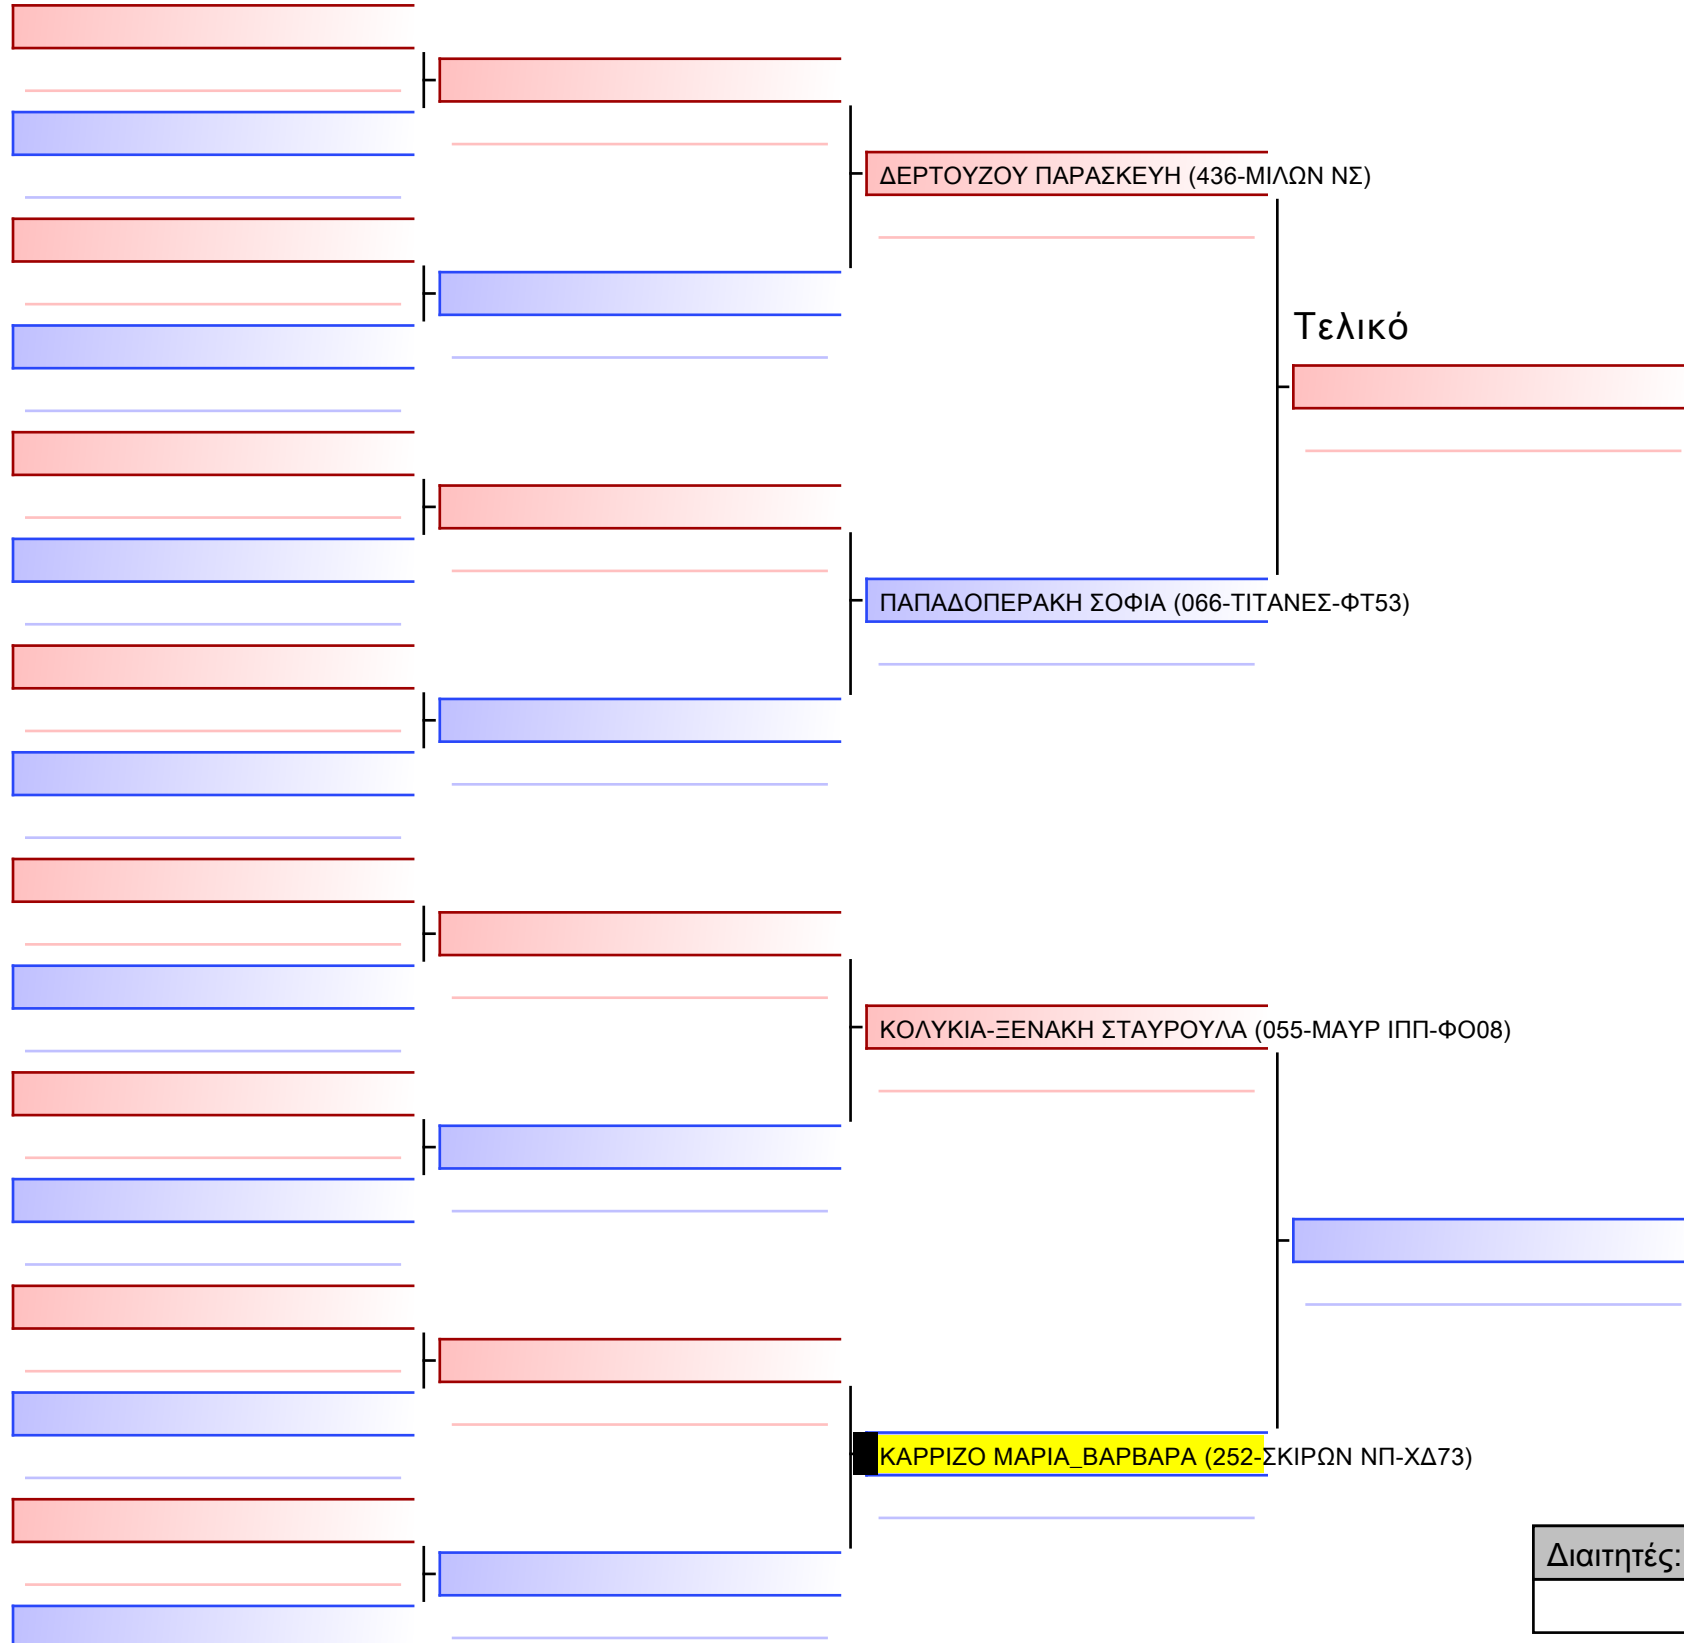 ΔΕΡΤΟΥΖΟΥ ΠΑΡΑΣΚΕΥΗ (436-ΜΙΛΩΝ ΝΣ)
Τελικό
ΠΑΠΑΔΟΠΕΡΑΚΗ ΣΟΦΙΑ (066-ΤΙΤΑΝΕΣ-ΦΤ53)
ΚΟΛΥΚΙΑ-ΞΕΝΑΚΗ ΣΤΑΥΡΟΥΛΑ (055-ΜΑΥΡ ΙΠΠ-ΦΟ08)
ΚΑΡΡΙΖΟ ΜΑΡΙΑ_ΒΑΡΒΑΡΑ (252-ΣΚΙΡΩΝ ΝΠ-ΧΔ73)
Διαιτητές: